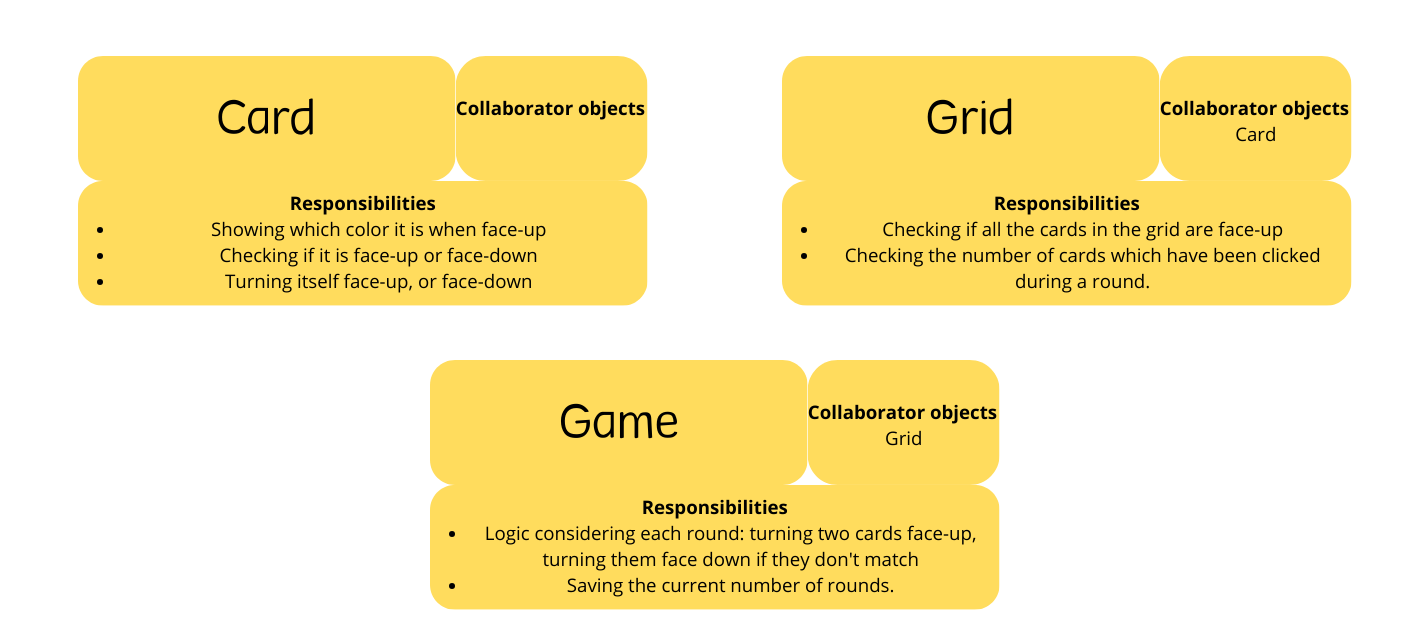 Card
Collaborator objects
Responsibilities
• Showing which color it is when face-up
• Checking if it is face-up or face-down
• Turning itself face-up, or face-down
Grid
Collaborator objects
Card
Responsibilities
• Checking if all the cards in the grid are face-up
• Checking the number of cards which have been clicked
during a round.
Game
Collaborator objects
Grid
Responsibilities
• Logic considering each round: turning two cards face-up,
turning them face down if they don't match
• Saving the current number of rounds.